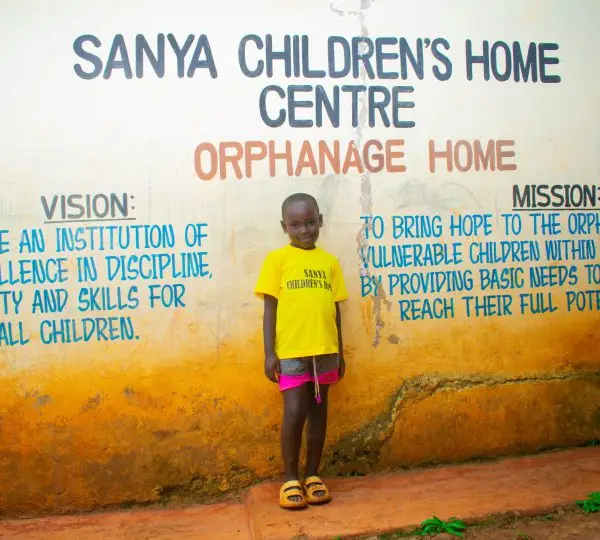 SANYA CHILDREN'S HOME
CENTRE
ORPHANAGE HOME
VISION:
E AN INSTITUTION OF
LLENCE IN DISCIPLINE,
TY AND SKILLS FOR
ALL CHILDREN.
MISSION:
TO BRING HOPE TO THE ORPH
VULNERABLE CHILDREN WITHIN
BY PROVIDING BASIC NEEDS TO
REACH THEIR FULL POTE
SANYA
CHILDREN'S H